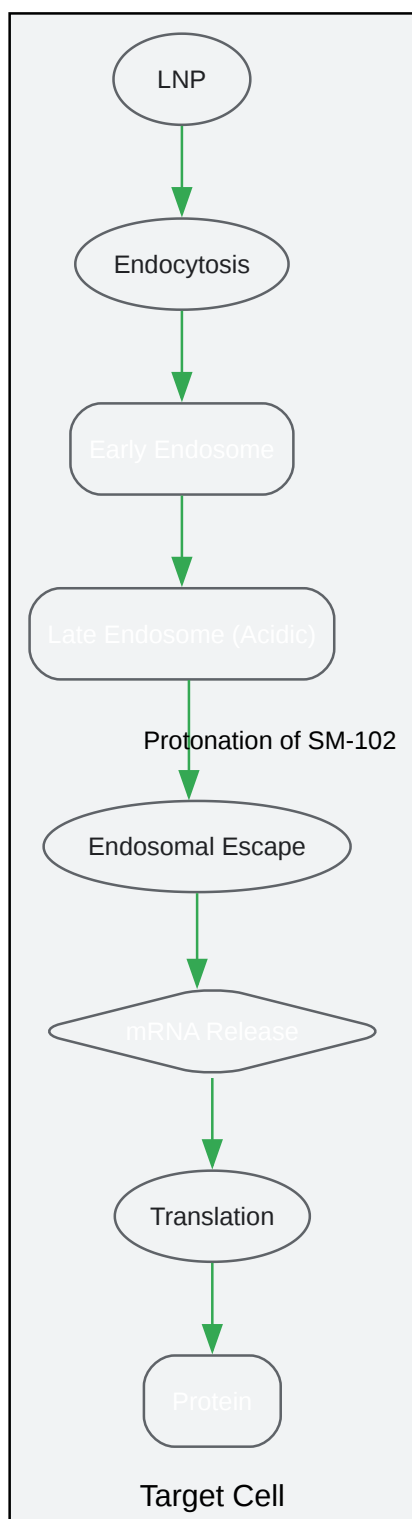 LNP
Endocytosis
Early Endosome
Late Endosome (Acidic)
Protonation of SM-102
Endosomal Escape
mRNA Release
Translation
Protein
Target Cell